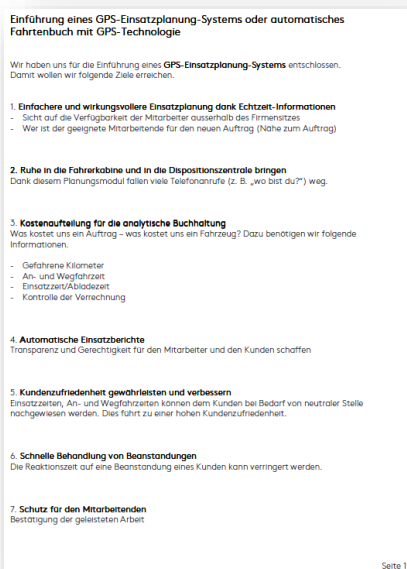 Einführung eines GPS-Einsatzplanung-Systems oder automatisches
Fahrtenbuch mit GPS-Technologie
Wir haben uns für die Einführung eines GPS-Einsatzplanung-Systems entschlossen.
Damit wollen wir folgende Ziele erreichen.
1. Einfachere und wirkungsvollere Einsatzplanung dank Echtzeit-Informationen
- Sicht auf die Verfügbarkeit der Mitarbeiter ausserhalb des Firmensitzes
- Wer ist der geeignete Mitarbeitende für den neuen Auftrag (Nähe zum Auftrag)
2. Ruhe in die Fahrerkabine und in die Dispositionszentrale bringen
Dank diesem Planungsmodul fallen viele Telefonanrufe (z. B. „wo bist du?") weg.
3. Kostenaufteilung für die analytische Buchhaltung
Was kostet uns ein Auftrag – was kostet uns ein Fahrzeug? Dazu benötigen wir folgende
Informationen.
- Gefahrene Kilometer
- An- und Wegfahrzeit
- Einsatzzeit/Abladezeit
- Kontrolle der Verrechnung
4. Automatische Einsatzberichte
Transparenz und Gerechtigkeit für den Mitarbeiter und den Kunden schaffen
5. Kundenzufriedenheit gewährleisten und verbessern
Einsatzzeiten, An- und Wegfahrzeiten können dem Kunden bei Bedarf von neutraler Stelle
nachgewiesen werden. Dies führt zu einer hohen Kundenzufriedenheit.
6. Schnelle Behandlung von Beanstandungen
Die Reaktionszeit auf eine Beanstandung eines Kunden kann verringert werden.
7. Schutz für den Mitarbeitenden
Bestätigung der geleisteten Arbeit
Seite 1